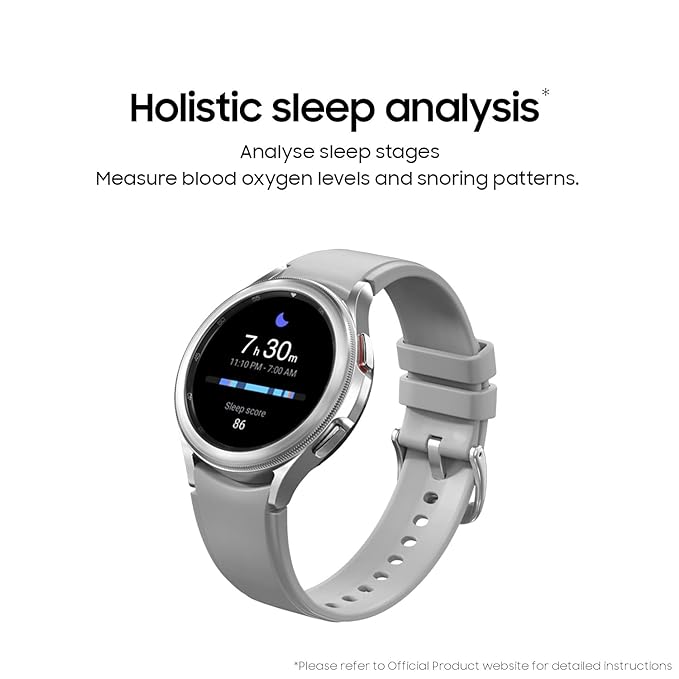 Holistic sleep analysis*
Analyse sleep stages
Measure blood oxygen levels and snoring patterns.
7h 30m
11:10 PM - 7:00 AM
Sleep score
86
*Please refer to Official Product website for detailed instructions